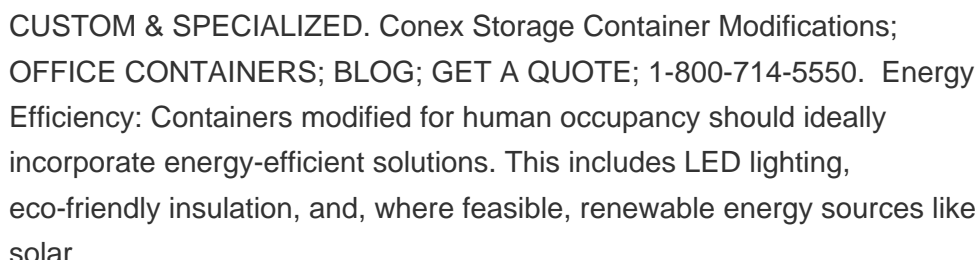 CUSTOM & SPECIALIZED. Conex Storage Container Modifications;
OFFICE CONTAINERS; BLOG; GET A QUOTE; 1-800-714-5550.  Energy
Efficiency: Containers modified for human occupancy should ideally
incorporate energy-efficient solutions. This includes LED lighting,
eco-friendly insulation, and, where feasible, renewable energy sources like
solar